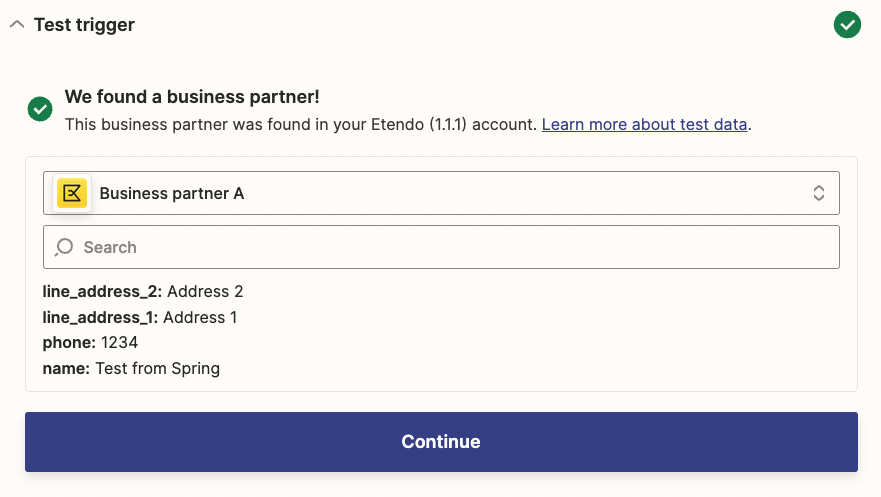 Test trigger
We found a business partner!
This business partner was found in your Etendo (1.1.1) account. Learn more about test data.
Business partner A
Search
line_address_2: Address 2
line_address_1: Address 1
phone: 1234
name: Test from Spring
Continue